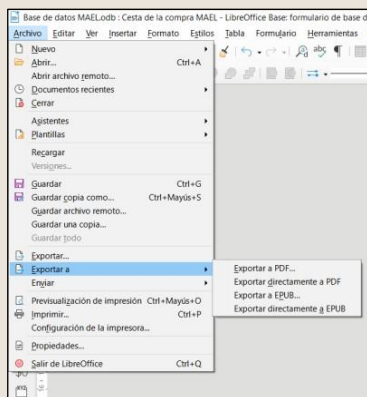 Base de datos MAEL.odb : Cesta de la compra MAEL - LibreOffice Base: formulario de base d
Archivo Editar Ver Insertar Formato Estilos Tabla Formulario Herramientas
Nuevo
Abrir... Ctrl+A
Abrir archivo remoto...
Documentos recientes
Cerrar
Asistentes
Plantillas
Recargar
Versiones...
Guardar Ctrl+G
Guardar copia como... Ctrl+Mayús+S
Guardar archivo remoto...
Guardar una copia...
Guardar todo
Exportar...
Exportar a
Exportar a PDF...
Enviar
Exportar directamente a PDF
Previsualización de impresión Ctrl+Mayús+O
Exportar a EPUB...
Imprimir... Ctrl+P
Exportar directamente a EPUB
Configuración de la impresora...
Propiedades...
Salir de LibreOffice Ctrl+Q